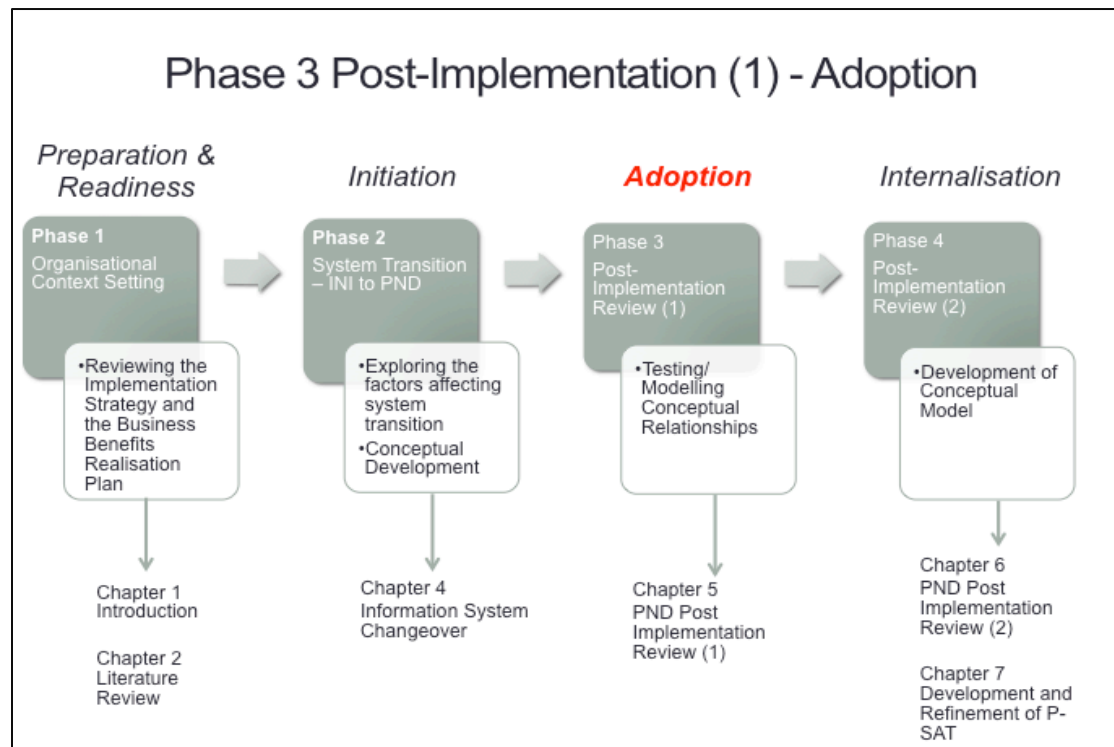 Phase 3 Post-Implementation (1) - Adoption
Preparation &
Readiness
Initiation
Adoption
Internalisation
Phase 1
Organisational
Context Setting
•Reviewing the
Implementation
Strategy and
the Business
Benefits
Realisation
Plan
Chapter 1
Introduction
Chapter 2
Literature
Review
Phase 2
System Transition
– INI to PND
•Exploring the
factors affecting
system
transition
•Conceptual
Development
Chapter 4
Information System
Changeover
Phase 3
Post-
Implementation
Review (1)
•Testing/
Modelling
Conceptual
Relationships
Chapter 5
PND Post
Implementation
Review (1)
Phase 4
Post-
Implementation
Review (2)
•Development of
Conceptual
Model
Chapter 6
PND Post
Implementation
Review (2)
Chapter 7
Development and
Refinement of P-
SAT